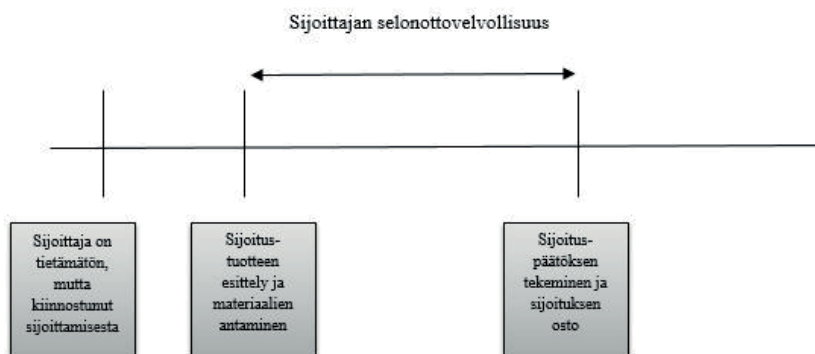 Sijoittajan selonottovelvollisuus
Sijoittaja on
tietämätön,
mutta
kiinnostunut
sijoittamisesta
Sijoitus-
tuotteen
esittely ja
materiaalien
antaminen
Sijoitus-
päätöksen
tekeminen ja
sijoituksen
osto